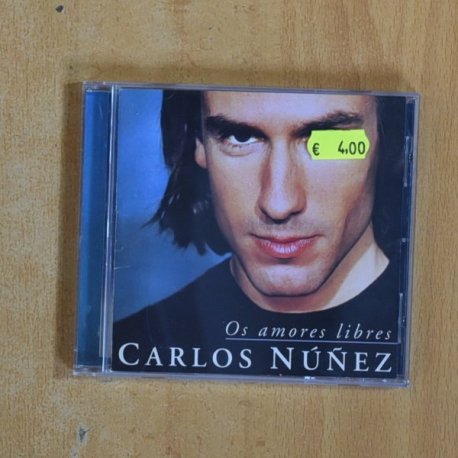 € 4,00
Os amores libres
CARLOS NÚÑEZ